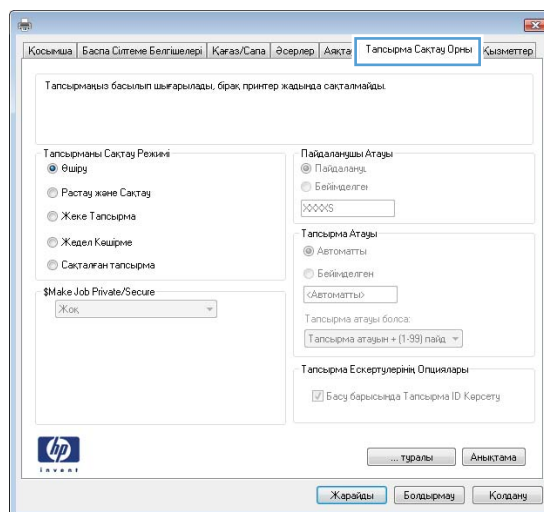 Қосымша Баспа Сілтеме Белгішелері Қағаз/Сапа Әсерлер Аяқта Тапсырма Сақтау Орны Қызметтер
Тапсырмаңыз басылып шығарылады, бірақ принтер жадында сақталмайды.
Тапсырманы Сақтау Режимі
Өшіру
Растау және Сақтау
Жеке Тапсырма
Жедел Көшірме
Сақталған тапсырма
$Make Job Private/Secure
Жоқ
Пайдаланушы Атауы
Пайдалануц
Бейімделген
XXXXS
Тапсырма Атауы
Автоматты
Бейімделген
<Автоматты>
Тапсырма атауы болса:
Тапсырма атауын + (1-99) пайд
Тапсырма Ескертулерінің Опциялары
Басу барысында Тапсырма ID Көрсету
hp
invent
... туралы Анықтама
Жарайды Болдырмау Қолдану